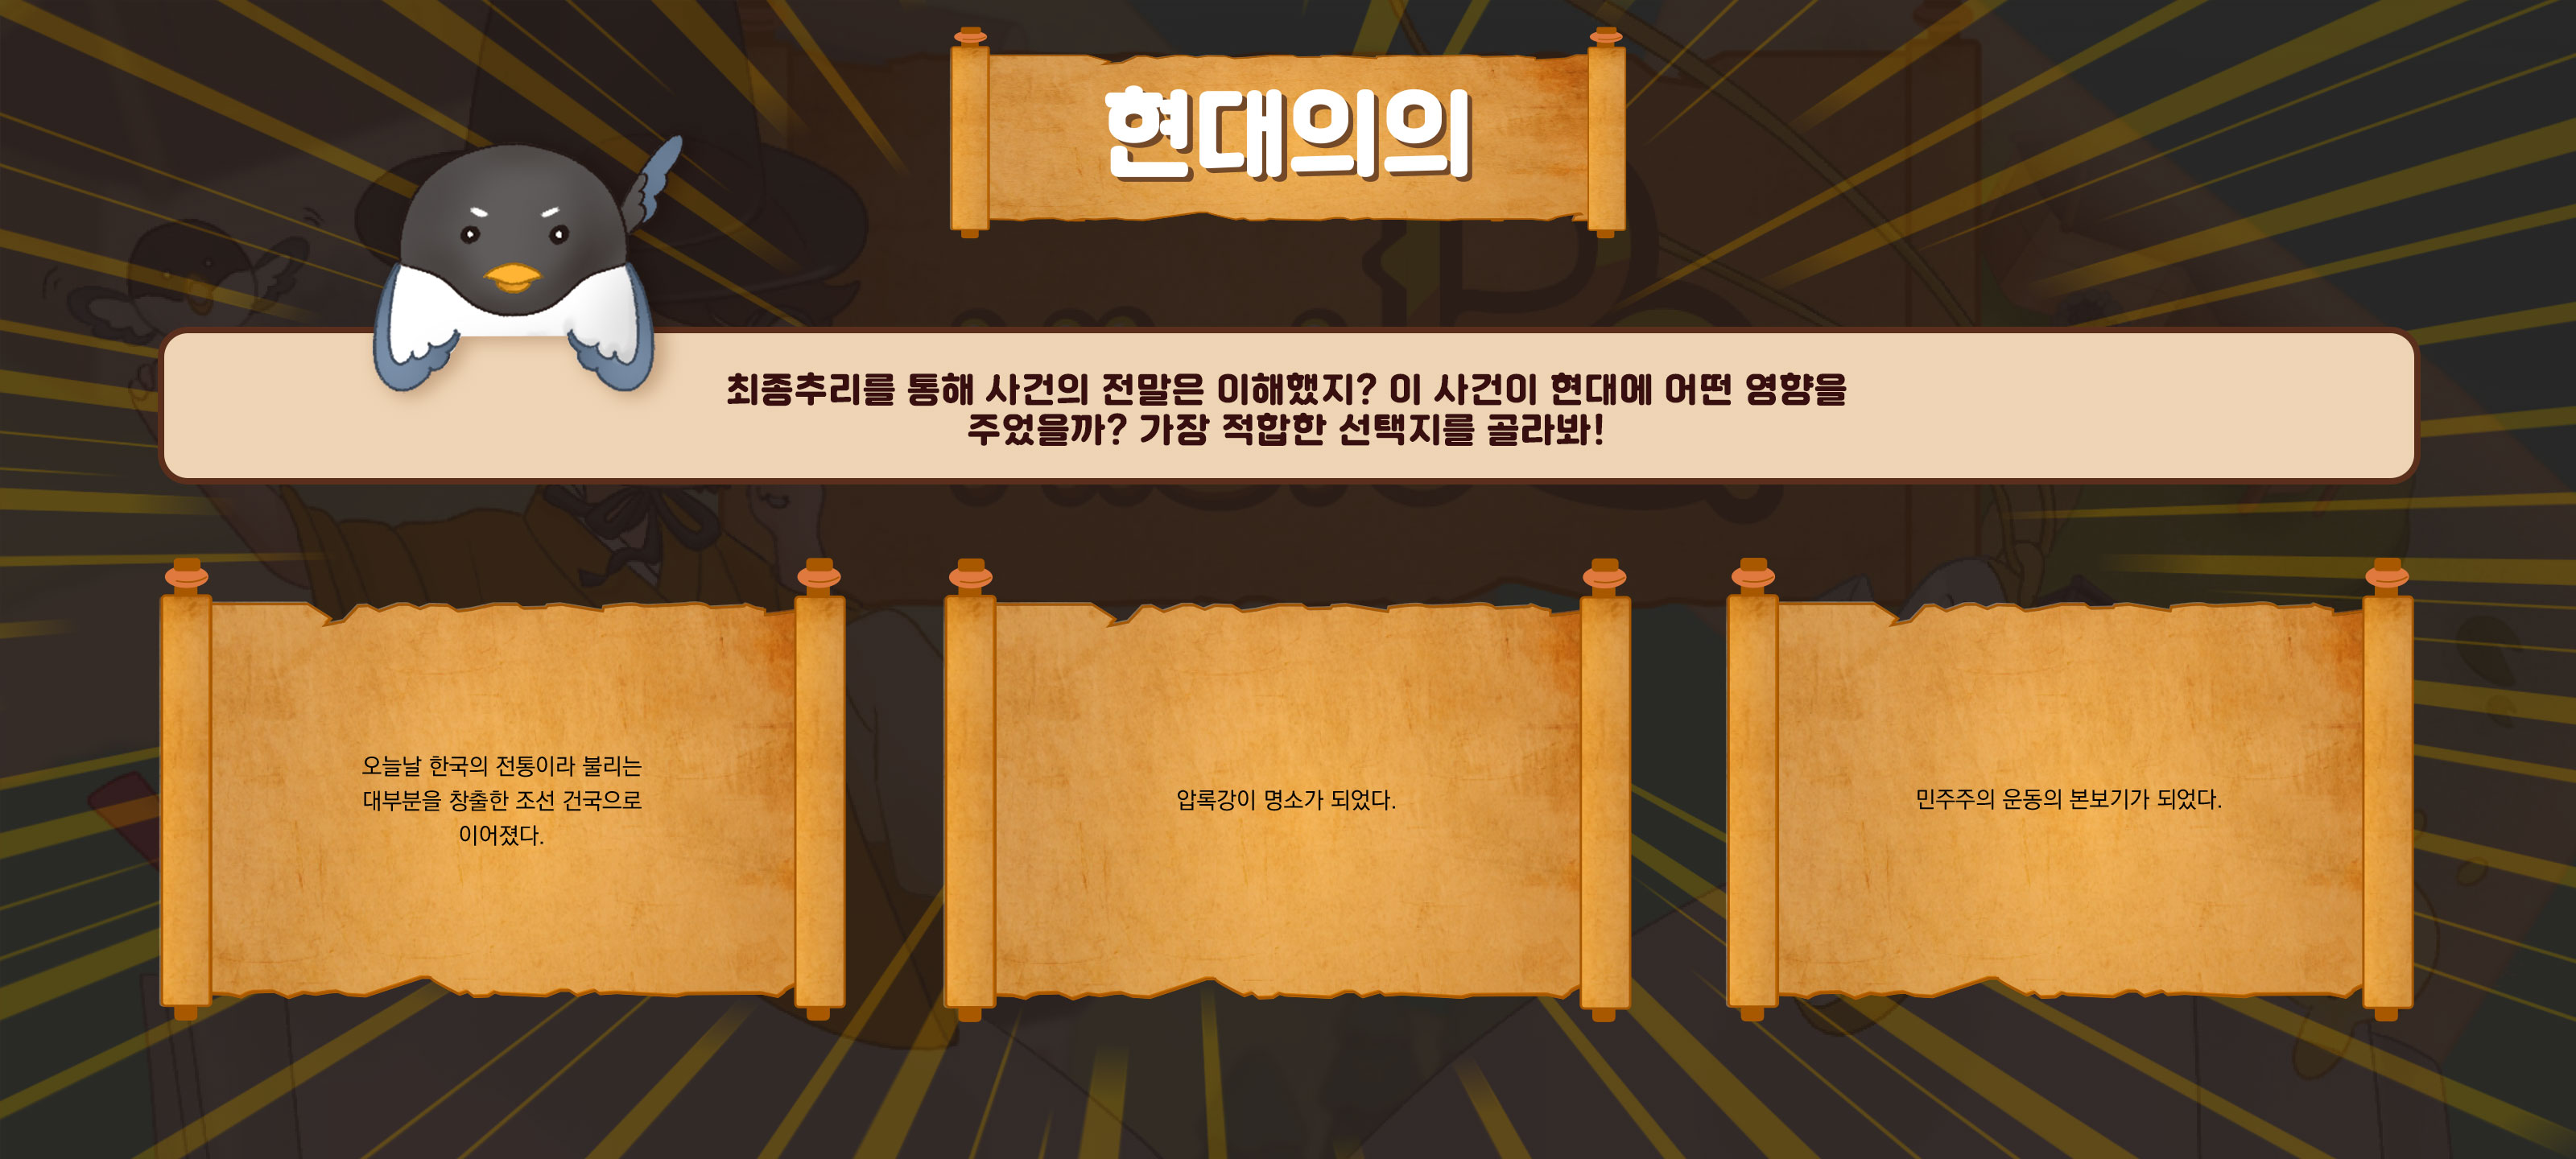 현대의의
최종추리를 통해 사건의 전말은 이해했지? 이 사건이 현대에 어떤 영향을
주었을까? 가장 적합한 선택지를 골라봐!
오늘날 한국의 전통이라 불리는
대부분을 창출한 조선 건국으로
이어졌다.
압록강이 명소가 되었다.
민주주의 운동의 본보기가 되었다.